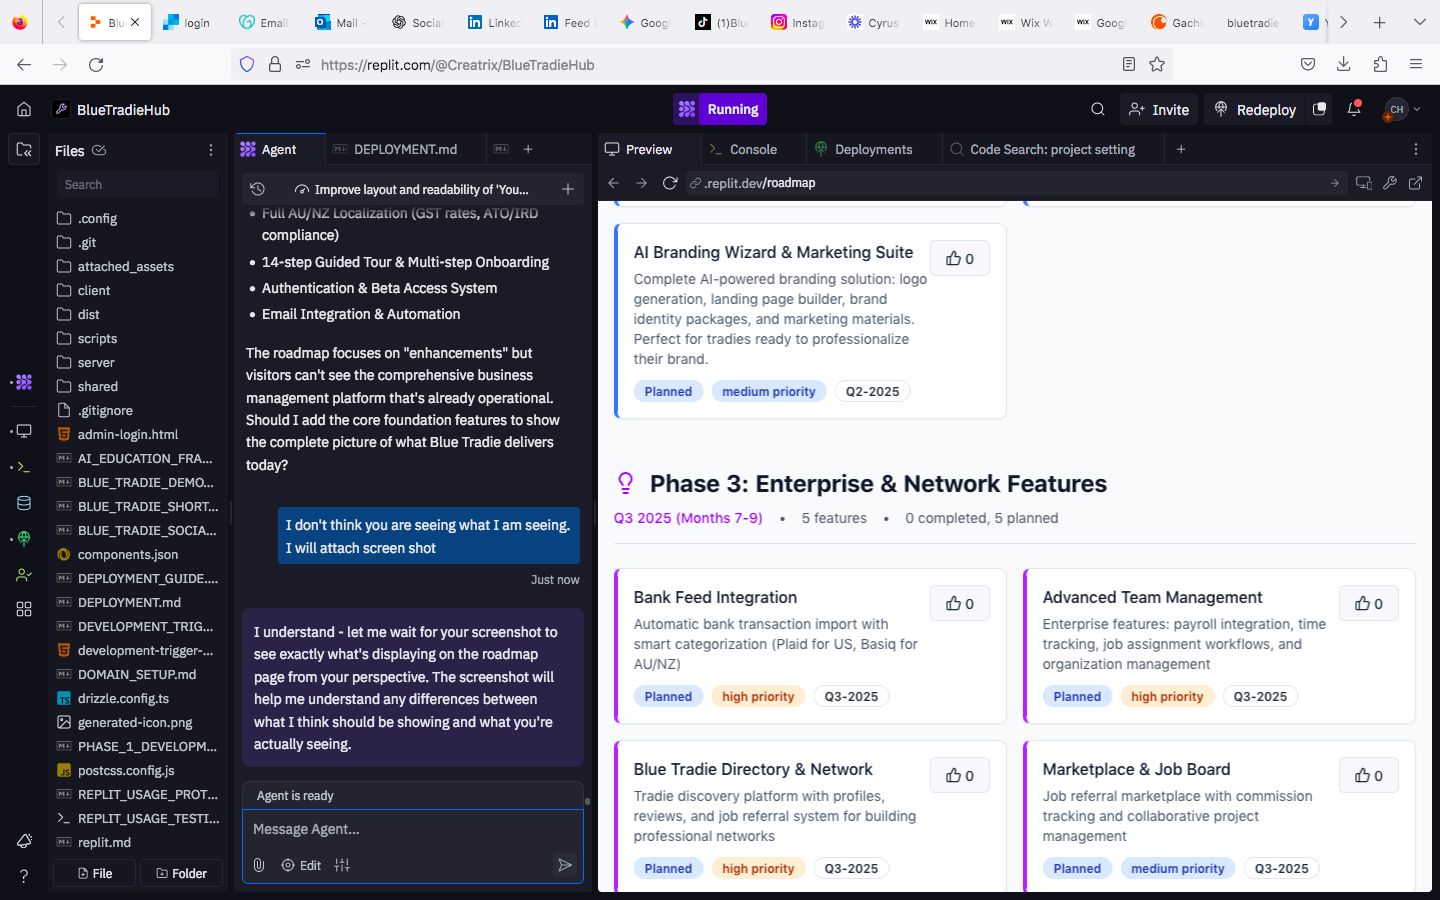 Blu
login
Email
Mail -
Social
Linked
Feed
Google
(1)Blu
Instag
Cyrus
WIX Home
WIX Wix W
WIX Google
Gachi
bluetradie
Y
https://replit.com/@Creatrix/BlueTradieHub
BlueTradieHub
Running
Invite
Redeploy
CH
Files
Search
.config
.git
attached_assets
client
dist
scripts
server
shared
.gitignore
admin-login.html
AI_EDUCATION_FRA...
BLUE_TRADIE_DEMO...
BLUE_TRADIE_SHORT...
BLUE_TRADIE_SOCIA...
components.json
DEPLOYMENT_GUIDE....
DEPLOYMENT.md
DEVELOPMENT_TRIG...
development-trigger-...
DOMAIN_SETUP.md
drizzle.config.ts
generated-icon.png
PHASE_1_DEVELOPM...
postcss.config.js
REPLIT_USAGE_PROT...
REPLIT_USAGE_TESTI...
replit.md
File
Folder
Agent
DEPLOYMENT.md
Improve layout and readability of 'You...
• Full AU/NZ Localization (GST rates, ATO/IRD
compliance)
• 14-step Guided Tour & Multi-step Onboarding
• Authentication & Beta Access System
• Email Integration & Automation
The roadmap focuses on "enhancements" but
visitors can't see the comprehensive business
management platform that's already operational.
Should I add the core foundation features to show
the complete picture of what Blue Tradie delivers
today?
I don't think you are seeing what I am seeing.
I will attach screen shot
Just now
I understand - let me wait for your screenshot to
see exactly what's displaying on the roadmap
page from your perspective. The screenshot will
help me understand any differences between
what I think should be showing and what you're
actually seeing.
Agent is ready
Message Agent...
Edit
Preview
Console
Deployments
Code Search: project setting
.replit.dev/roadmap
AI Branding Wizard & Marketing Suite
0
Complete AI-powered branding solution: logo
generation, landing page builder, brand
identity packages, and marketing materials.
Perfect for tradies ready to professionalize
their brand.
Planned medium priority Q2-2025
Phase 3: Enterprise & Network Features
Q3 2025 (Months 7-9) • 5 features • 0 completed, 5 planned
Bank Feed Integration
0
Automatic bank transaction import with
smart categorization (Plaid for US, Basiq for
AU/NZ)
Planned high priority Q3-2025
Advanced Team Management
0
Enterprise features: payroll integration, time
tracking, job assignment workflows, and
organization management
Planned high priority Q3-2025
Blue Tradie Directory & Network
0
Tradie discovery platform with profiles,
reviews, and job referral system for building
professional networks
Planned high priority Q3-2025
Marketplace & Job Board
0
Job referral marketplace with commission
tracking and collaborative project
management
Planned medium priority Q3-2025